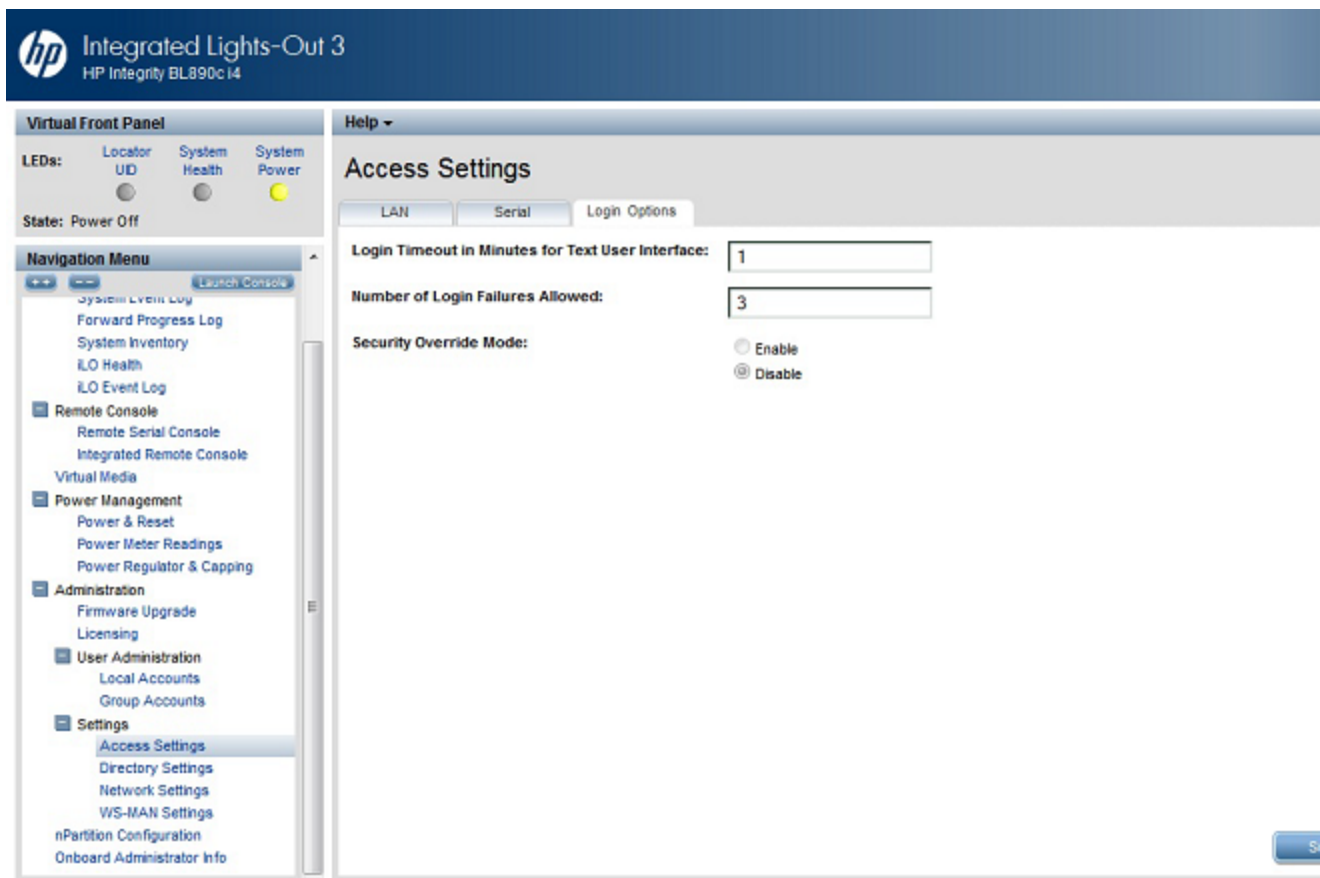 hp
Integrated Lights-Out 3
HP Integrity BL890c i4
Virtual Front Panel
LEDs:
Locator UID
System Health
System Power
State: Power Off
Navigation Menu
++ -- Launch Console
System Event Log
Forward Progress Log
System Inventory
iLO Health
iLO Event Log
Remote Console
Remote Serial Console
Integrated Remote Console
Virtual Media
Power Management
Power & Reset
Power Meter Readings
Power Regulator & Capping
Administration
Firmware Upgrade
Licensing
User Administration
Local Accounts
Group Accounts
Settings
Access Settings
Directory Settings
Network Settings
WS-MAN Settings
nPartition Configuration
Onboard Administrator Info
Help
Access Settings
LAN Serial Login Options
Login Timeout in Minutes for Text User Interface: 1
Number of Login Failures Allowed: 3
Security Override Mode: Enable
Disable